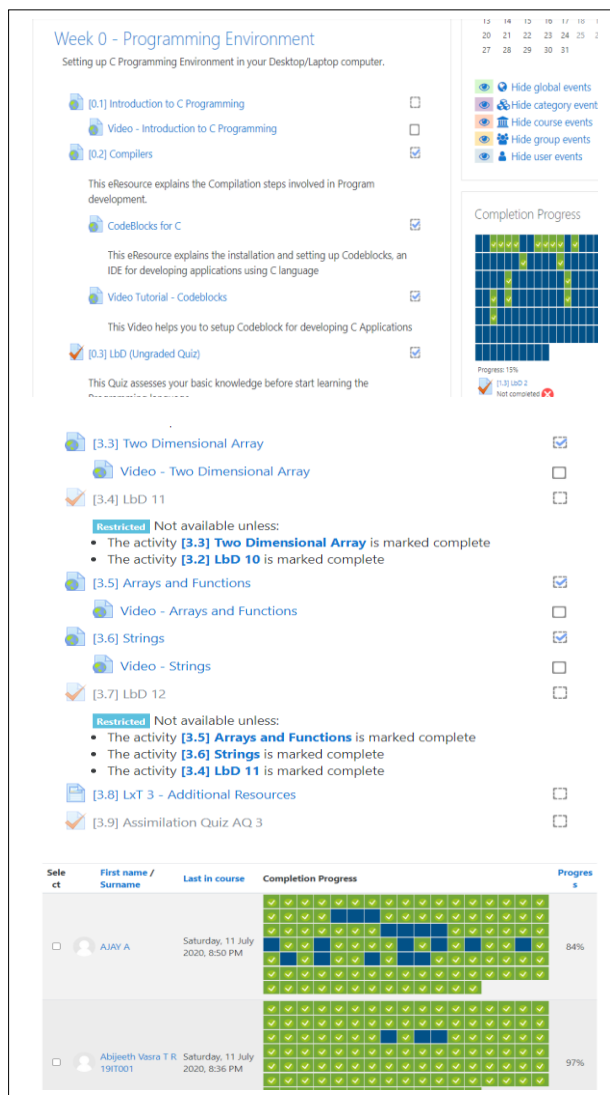 13 14 15 16 17 18
20 21 22 23 24 25
27 28 29 30 31
Week 0 - Programming Environment
Setting up C Programming Environment in your Desktop/Laptop computer.
[0.1] Introduction to C Programming
Video - Introduction to C Programming
[0.2] Compilers
This eResource explains the Compilation steps involved in Program
development.
CodeBlocks for C
This eResource explains the installation and setting up Codeblocks, an
IDE for developing applications using C language
Video Tutorial - Codeblocks
This Video helps you to setup Codeblock for developing C Applications
[0.3] LbD (Ungraded Quiz)
This Quiz assesses your basic knowledge before start learning the
Hide global events
Hide category event
Hide course events
Hide group events
Hide user events
Completion Progress
Progress: 15%
[1.3] LbD 2
Not completed
[3.3] Two Dimensional Array
Video - Two Dimensional Array
[3.4] LbD 11
Restricted Not available unless:
• The activity [3.3] Two Dimensional Array is marked complete
• The activity [3.2] LbD 10 is marked complete
[3.5] Arrays and Functions
Video - Arrays and Functions
[3.6] Strings
Video - Strings
[3.7] LbD 12
Restricted Not available unless:
• The activity [3.5] Arrays and Functions is marked complete
• The activity [3.6] Strings is marked complete
• The activity [3.4] LbD 11 is marked complete
[3.8] LxT 3 - Additional Resources
[3.9] Assimilation Quiz AQ 3
Sele
ct
First name /
Surname
Last in course
Completion Progress
Progres
s
AJAY A
Saturday, 11 July
2020, 8:50 PM
84%
Abijeeth Vasra T R
19IT001
Saturday, 11 July
2020, 8:36 PM
97%